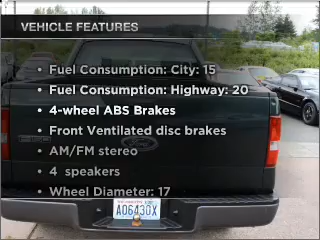 VEHICLE FEATURES
• Fuel Consumption: City: 15
• Fuel Consumption: Highway: 20
• 4-wheel ABS Brakes
• Front Ventilated disc brakes
• AM/FM stereo
• 4 speakers
• Wheel Diameter: 17
Ford
A06430X